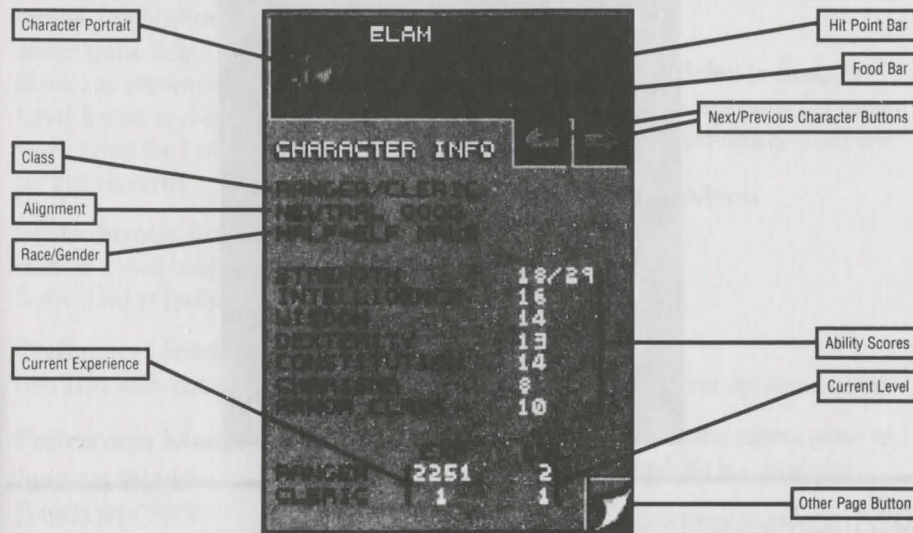 Character Portrait
ELAM
Hit Point Bar
Food Bar
Next/Previous Character Buttons
CHARACTER INFO
Class
RANGER/CLERIC
Alignment
NEUTRAL GOOD
Race/Gender
HALF-ELF MALE
STRENGTH 18/29
INTELLIGENCE 16
WISDOM 14
DEXTERITY 13
CONSTITUTION 14
CHARISMA 8
ARMOR CLASS 10
Ability Scores
Current Experience
Current Level
RANGER 2251 2
CLERIC 1 1
Other Page Button